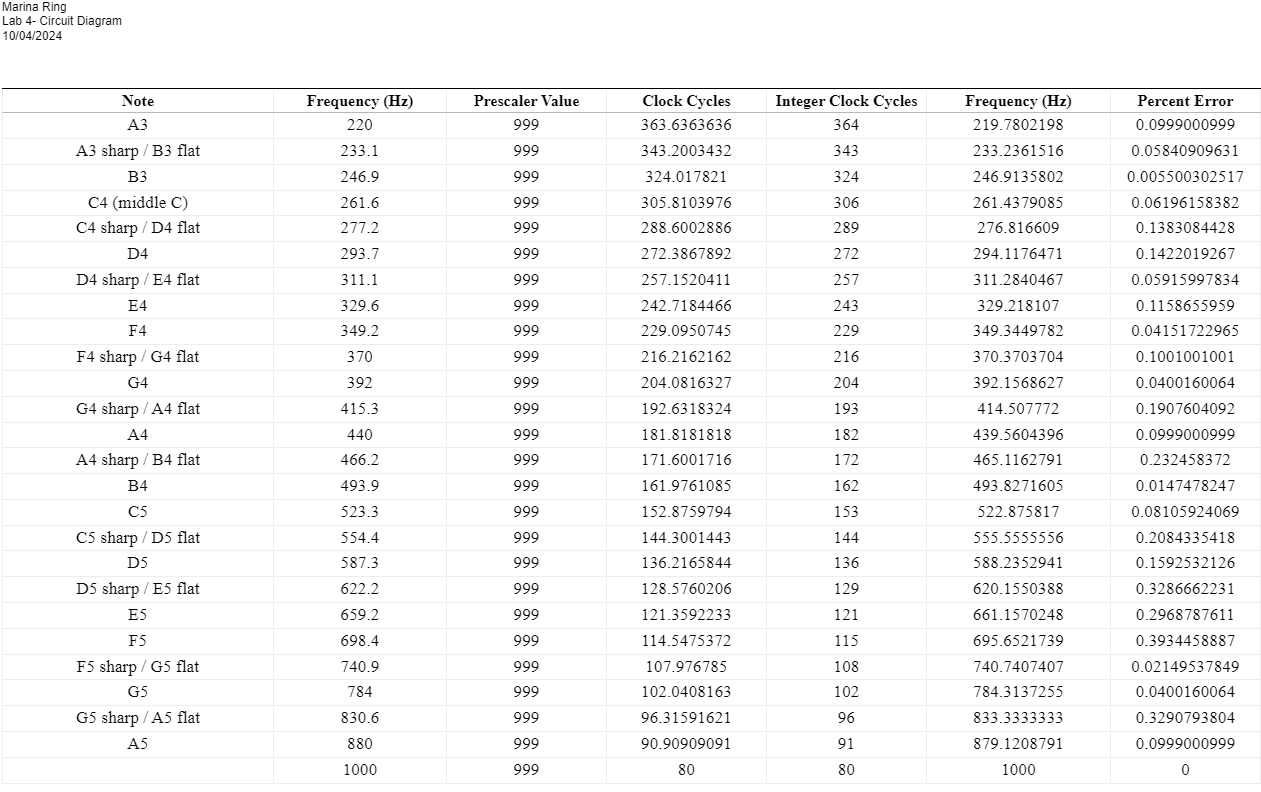 Marina Ring
Lab 4- Circuit Diagram
10/04/2024
Note Frequency (Hz) Prescaler Value Clock Cycles Integer Clock Cycles Frequency (Hz) Percent Error
A3 220 999 363.6363636 364 219.7802198 0.0999000999
A3 sharp / B3 flat 233.1 999 343.2003432 343 233.2361516 0.05840909631
B3 246.9 999 324.017821 324 246.9135802 0.005500302517
C4 (middle C) 261.6 999 305.8103976 306 261.4379085 0.06196158382
C4 sharp / D4 flat 277.2 999 288.6002886 289 276.816609 0.1383084428
D4 293.7 999 272.3867892 272 294.1176471 0.1422019267
D4 sharp / E4 flat 311.1 999 257.1520411 257 311.2840467 0.05915997834
E4 329.6 999 242.7184466 243 329.218107 0.1158655959
F4 349.2 999 229.0950745 229 349.3449782 0.04151722965
F4 sharp / G4 flat 370 999 216.2162162 216 370.3703704 0.1001001001
G4 392 999 204.0816327 204 392.1568627 0.0400160064
G4 sharp / A4 flat 415.3 999 192.6318324 193 414.507772 0.1907604092
A4 440 999 181.8181818 182 439.5604396 0.0999000999
A4 sharp / B4 flat 466.2 999 171.6001716 172 465.1162791 0.232458372
B4 493.9 999 161.9761085 162 493.8271605 0.0147478247
C5 523.3 999 152.8759794 153 522.875817 0.08105924069
C5 sharp / D5 flat 554.4 999 144.3001443 144 555.5555556 0.2084335418
D5 587.3 999 136.2165844 136 588.2352941 0.1592532126
D5 sharp / E5 flat 622.2 999 128.5760206 129 620.1550388 0.3286662231
E5 659.2 999 121.3592233 121 661.1570248 0.2968787611
F5 698.4 999 114.5475372 115 695.6521739 0.3934458887
F5 sharp / G5 flat 740.9 999 107.976785 108 740.7407407 0.02149537849
G5 784 999 102.0408163 102 784.3137255 0.0400160064
G5 sharp / A5 flat 830.6 999 96.31591621 96 833.3333333 0.3290793804
A5 880 999 90.90909091 91 879.1208791 0.0999000999
1000 999 80 80 1000 0